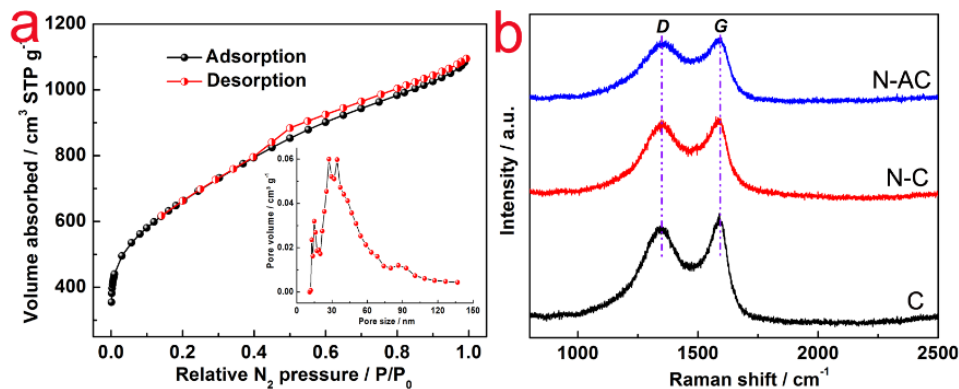 a
Volume absorbed / cm³ STP g⁻
1200
1000
800
600
400
Adsorption
Desorption
Pore volume / cm³ g⁻¹
0.06
0.04
0.02
0.00
0 30 60 90 120 150
Pore size / nm
0.0 0.2 0.4 0.6 0.8 1.0
Relative N₂ pressure / P/P₀
b
D G
Intensity / a.u.
N-AC
N-C
C
1000 1500 2000 2500
Raman shift / cm⁻¹